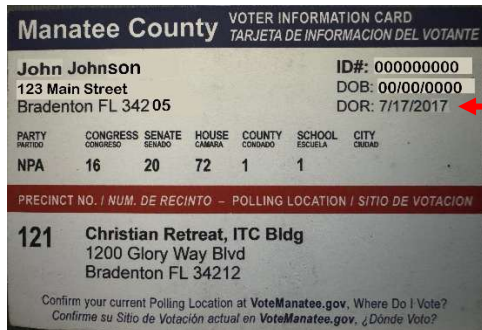 Manatee County VOTER INFORMATION CARD
TARJETA DE INFORMACION DEL VOTANTE
John Johnson ID#: 000000000
123 Main Street DOB: 00/00/0000
Bradenton FL 34205 DOR: 7/17/2017
PARTY CONGRESS SENATE HOUSE COUNTY SCHOOL CITY
PARTIDO CONGRESO SENADO CAMARA CONDADO ESCUELA CIUDAD
NPA 16 20 72 1 1
PRECINCT NO. / NUM. DE RECINTO – POLLING LOCATION / SITIO DE VOTACION
121 Christian Retreat, ITC Bldg
1200 Glory Way Blvd
Bradenton FL 34212
Confirm your current Polling Location at VoteManatee.gov, Where Do I Vote?
Confirme su Sitio de Votación actual en VoteManatee.gov, ¿Dónde Voto?